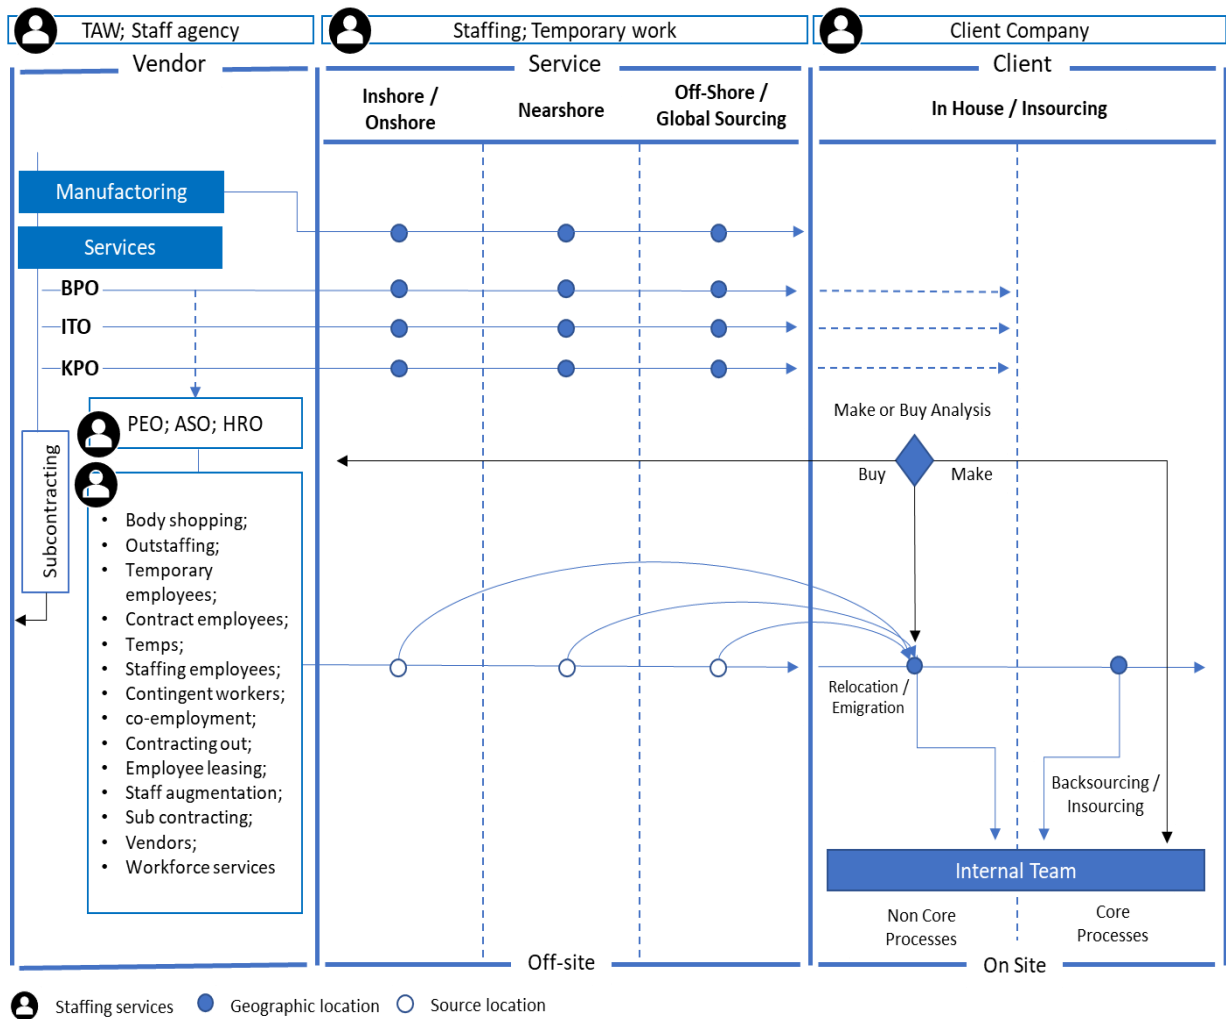 TAW; Staff agency
Staffing; Temporary work
Client Company
Vendor
Service
Client
Inshore /
Onshore
Nearshore
Off-Shore /
Global Sourcing
In House / Insourcing
Manufactoring
Services
BPO
ITO
KPO
PEO; ASO; HRO
Subcontracting
• Body shopping;
• Outstaffing;
• Temporary
employees;
• Contract employees;
• Temps;
• Staffing employees;
• Contingent workers;
• co-employment;
• Contracting out;
• Employee leasing;
• Staff augmentation;
• Sub contracting;
• Vendors;
• Workforce services
Make or Buy Analysis
Buy
Make
Relocation /
Emigration
Backsourcing /
Insourcing
Internal Team
Non Core
Processes
Core
Processes
Off-site
On Site
Staffing services
Geographic location
Source location